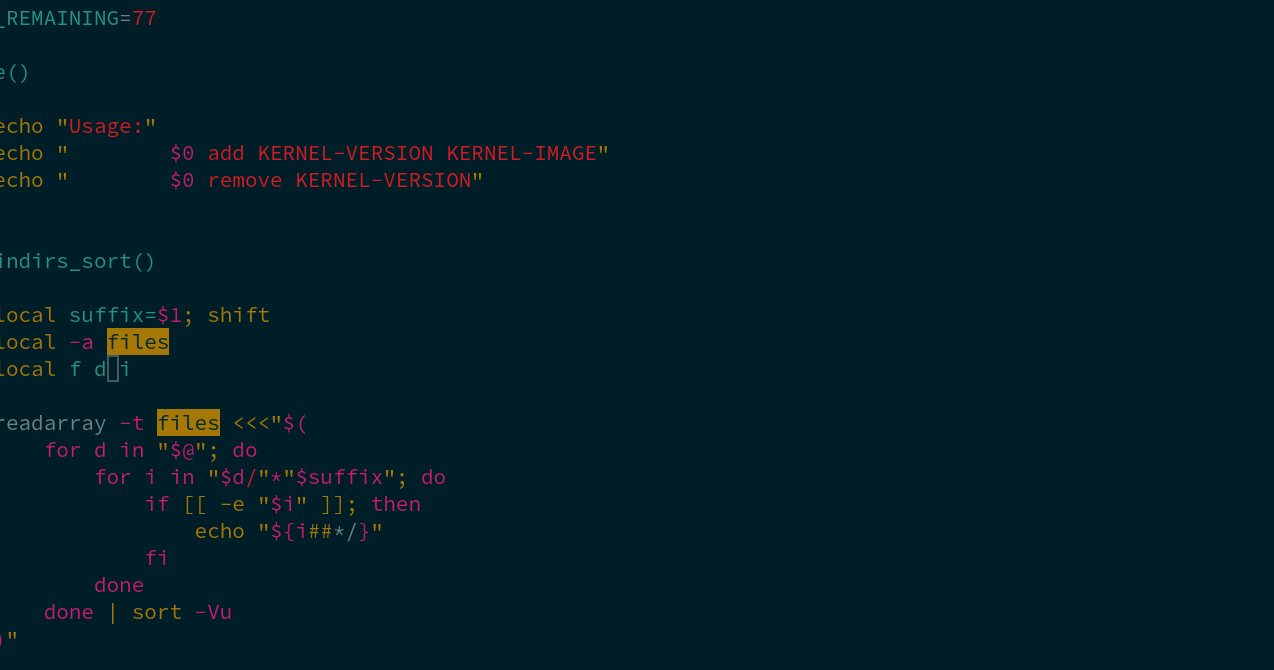 _REMAINING=77
e()
echo "Usage:"
echo "        $0 add KERNEL-VERSION KERNEL-IMAGE"
echo "        $0 remove KERNEL-VERSION"
indirs_sort()
local suffix=$1; shift
local -a files
local f d i
readarray -t files <<<"$(
    for d in "$@"; do
        for i in "$d/"*"$suffix"; do
            if [[ -e "$i" ]]; then
                echo "${i##*/}"
            fi
        done
    done | sort -Vu
)"